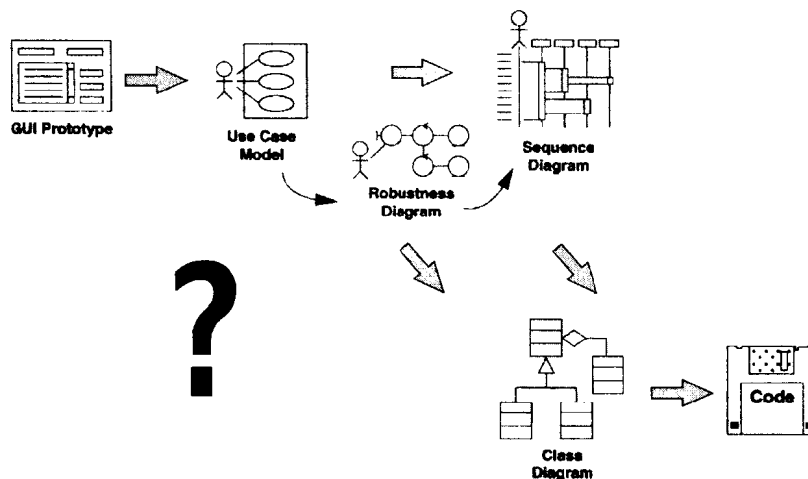 GUI Prototype
Use Case
Model
Robustness
Diagram
Sequence
Diagram
?
Class
Diagram
Code